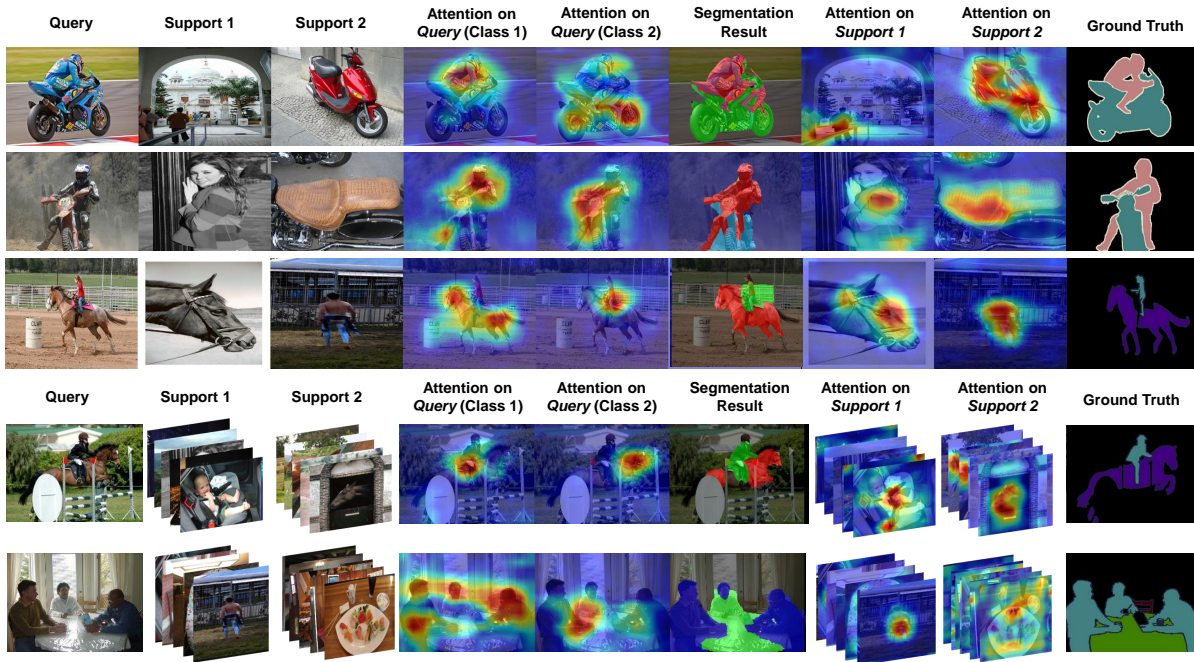 Query Support 1 Support 2 Attention on Query (Class 1) Attention on Query (Class 2) Segmentation Result Attention on Support 1 Attention on Support 2 Ground Truth
Query Support 1 Support 2 Attention on Query (Class 1) Attention on Query (Class 2) Segmentation Result Attention on Support 1 Attention on Support 2 Ground Truth